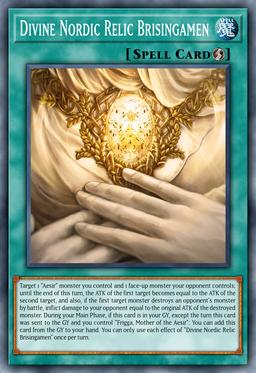 Divine Nordic Relic Brisingamen
[Spell Card]
Target 1 "Aesir" monster you control and 1 face-up monster your opponent controls;
until the end of this turn, the ATK of the first target becomes equal to the ATK of the
second target, and also, if the first target monster destroys an opponent's monster
by battle, inflict damage to your opponent equal to the original ATK of the destroyed
monster. During your Main Phase, if this card is in your GY, except the turn this card
was sent to the GY and you control "Frigga, Mother of the Aesir": You can add this
card from the GY to your hand. You can only use each effect of "Divine Nordic Relic
Brisingamen" once per turn.